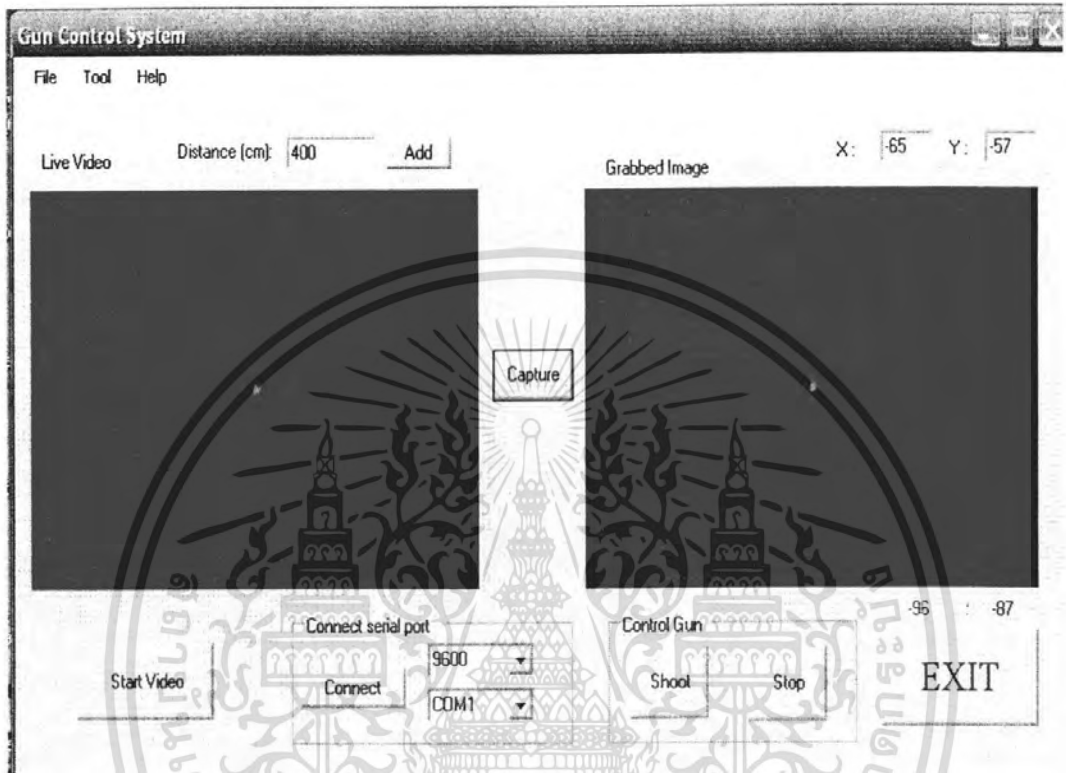 Gun Control System
File Tool Help
Live Video
Distance (cm): 400 Add
Grabbed Image
X: -65 Y: -57
Capture
-96 : -87
Start Video
Connect serial port
Connect
9600
COM1
Control Gun
Shoot Stop
EXIT